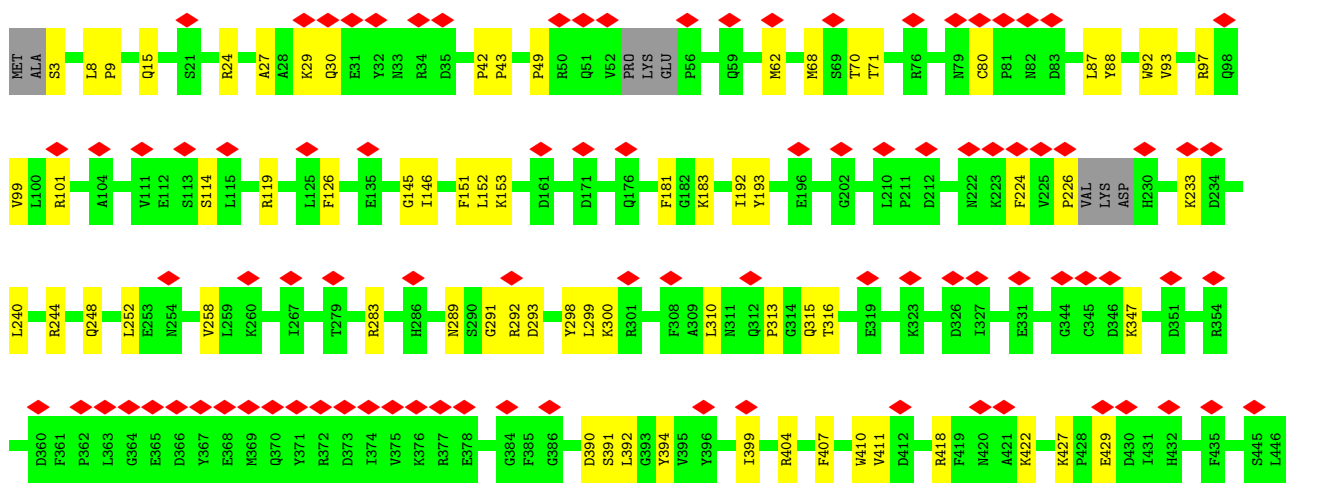 MET ALA S3 L8 P9 Q15 S21 R24 A27 A28 K29 Q30 E31 Y32 N33 R34 D35 P42 P43 P49 R50 Q51 V52 PRO LYS GLU P56 Q59 M62 M68 S69 T70 T71 R76 N79 C80 P81 N82 D83 L87 Y88 W92 V93 R97 Q98
V99 L100 R101 A104 V111 E112 S113 S114 L115 R119 L125 F126 E135 G145 I146 F151 L152 K153 D161 D171 Q176 F181 G182 K183 I192 Y193 E196 G202 L210 P211 D212 N222 K223 F224 V225 P226 VAL LYS ASP H230 K233 D234
L240 R244 Q248 L252 E253 N254 V258 L259 K260 I267 T279 R283 H286 N289 S290 G291 R292 D293 Y298 L299 K300 R301 F308 A309 L310 N311 Q312 P313 G314 Q315 T316 E319 K323 D326 I327 E331 G344 C345 D346 K347 D351 R354
D360 F361 P362 L363 G364 E365 D366 Y367 E368 M369 Q370 Y371 R372 D373 I374 V375 K376 R377 E378 G384 F385 G386 D390 S391 L392 G393 Y394 V395 Y396 I399 R404 F407 W410 V411 D412 R418 F419 N420 A421 K422 K427 P428 E429 D430 I431 H432 F435 S445 L446